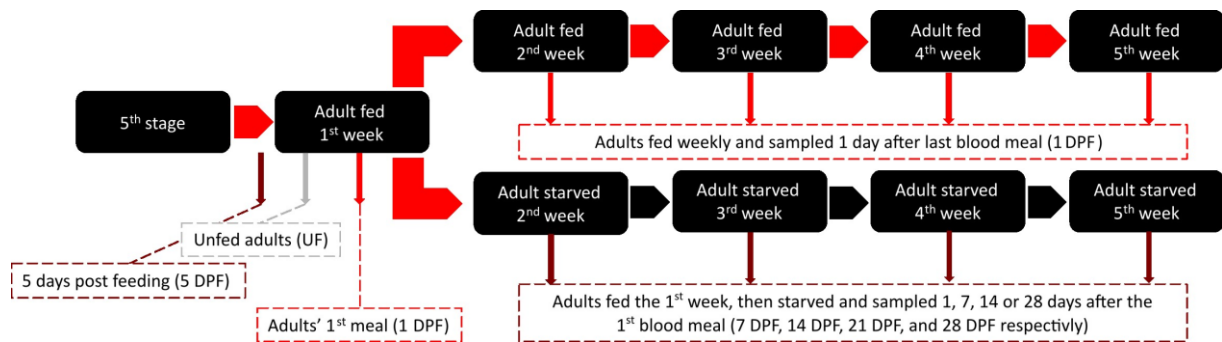 5th stage
Adult fed
1st week
Adult fed
2nd week
Adult fed
3rd week
Adult fed
4th week
Adult fed
5th week
Adults fed weekly and sampled 1 day after last blood meal (1 DPF)
Adult starved
2nd week
Adult starved
3rd week
Adult starved
4th week
Adult starved
5th week
Unfed adults (UF)
5 days post feeding (5 DPF)
Adults' 1st meal (1 DPF)
Adults fed the 1st week, then starved and sampled 1, 7, 14 or 28 days after the
1st blood meal (7 DPF, 14 DPF, 21 DPF, and 28 DPF respectivly)